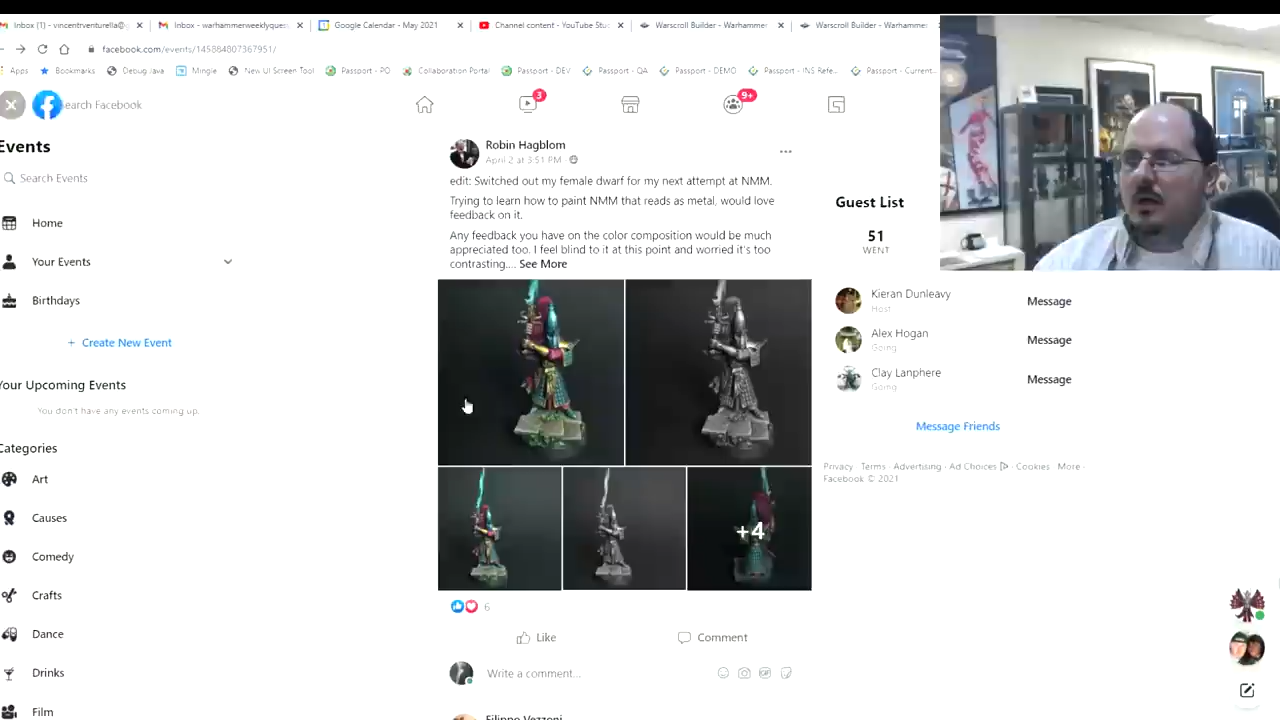 Inbox - vincentrventurella@
Inbox - warhammerweeklyques
Google Calendar - May 2021
Channel content - YouTube Stu
Warscroll Builder - Warhammer
Warscroll Builder - Warhammer
facebook.com/events/145884807367951/
Apps
Bookmarks
Debug Java
Mingle
New UI Screen Tool
Passport - PD
Collaboration Portal
Passport - DEV
Passport - QA
Passport - DEMO
Passport - INS Refe...
Passport - Current...
Search Facebook
3
9+
Events
Search Events
Home
Your Events
Birthdays
+ Create New Event
Your Upcoming Events
You don't have any events coming up.
Categories
Art
Causes
Comedy
Crafts
Dance
Drinks
Film
Robin Hagblom
April 2 at 3:51 PM ·
edit: Switched out my female dwarf for my next attempt at NMM.
Trying to learn how to paint NMM that reads as metal, would love
feedback on it.
Any feedback you have on the color composition would be much
appreciated too. I feel blind to it at this point and worried it's too
contrasting.... See More
+4
6
Like
Comment
Write a comment...
Filippo Vezzoni
Guest List
51
WENT
Kieran Dunleavy
Host
Message
Alex Hogan
Going
Message
Clay Lanphere
Going
Message
Message Friends
Privacy · Terms · Advertising · Ad Choices · Cookies · More ·
Facebook © 2021